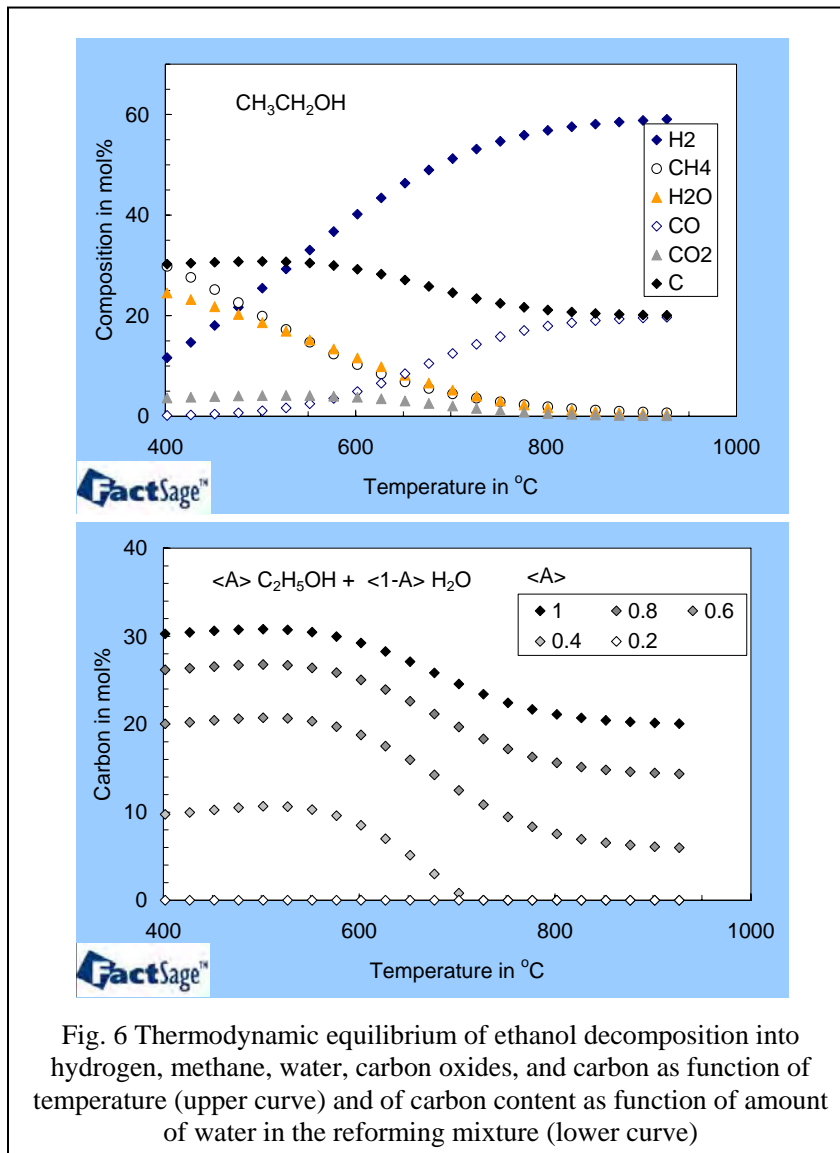 CH3CH2OH
60
40
20
0
Composition in mol%
H2
CH4
H2O
CO
CO2
C
400 600 800 1000
Temperature in oC
FactSage™
40
30
20
10
0
Carbon in mol%
<A> C2H5OH + <1-A> H2O <A>
1 0.8 0.6
0.4 0.2
400 600 800 1000
Temperature in oC
FactSage™
Fig. 6 Thermodynamic equilibrium of ethanol decomposition into
hydrogen, methane, water, carbon oxides, and carbon as function of
temperature (upper curve) and of carbon content as function of amount
of water in the reforming mixture (lower curve)